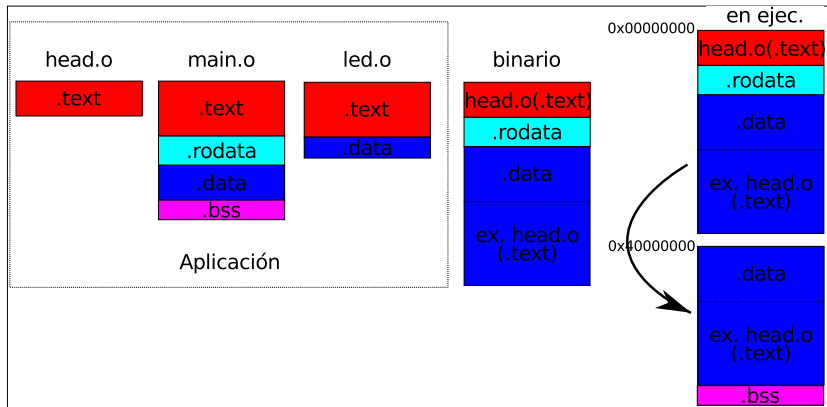 head.o
.text
main.o
.text
.rodata
.data
.bss
led.o
.text
.data
Aplicación
binario
head.o(.text)
.rodata
.data
ex. head.o
(.text)
en ejec.
0x00000000
head.o(.text)
.rodata
.data
ex. head.o
(.text)
0x40000000
.data
ex. head.o
(.text)
.bss